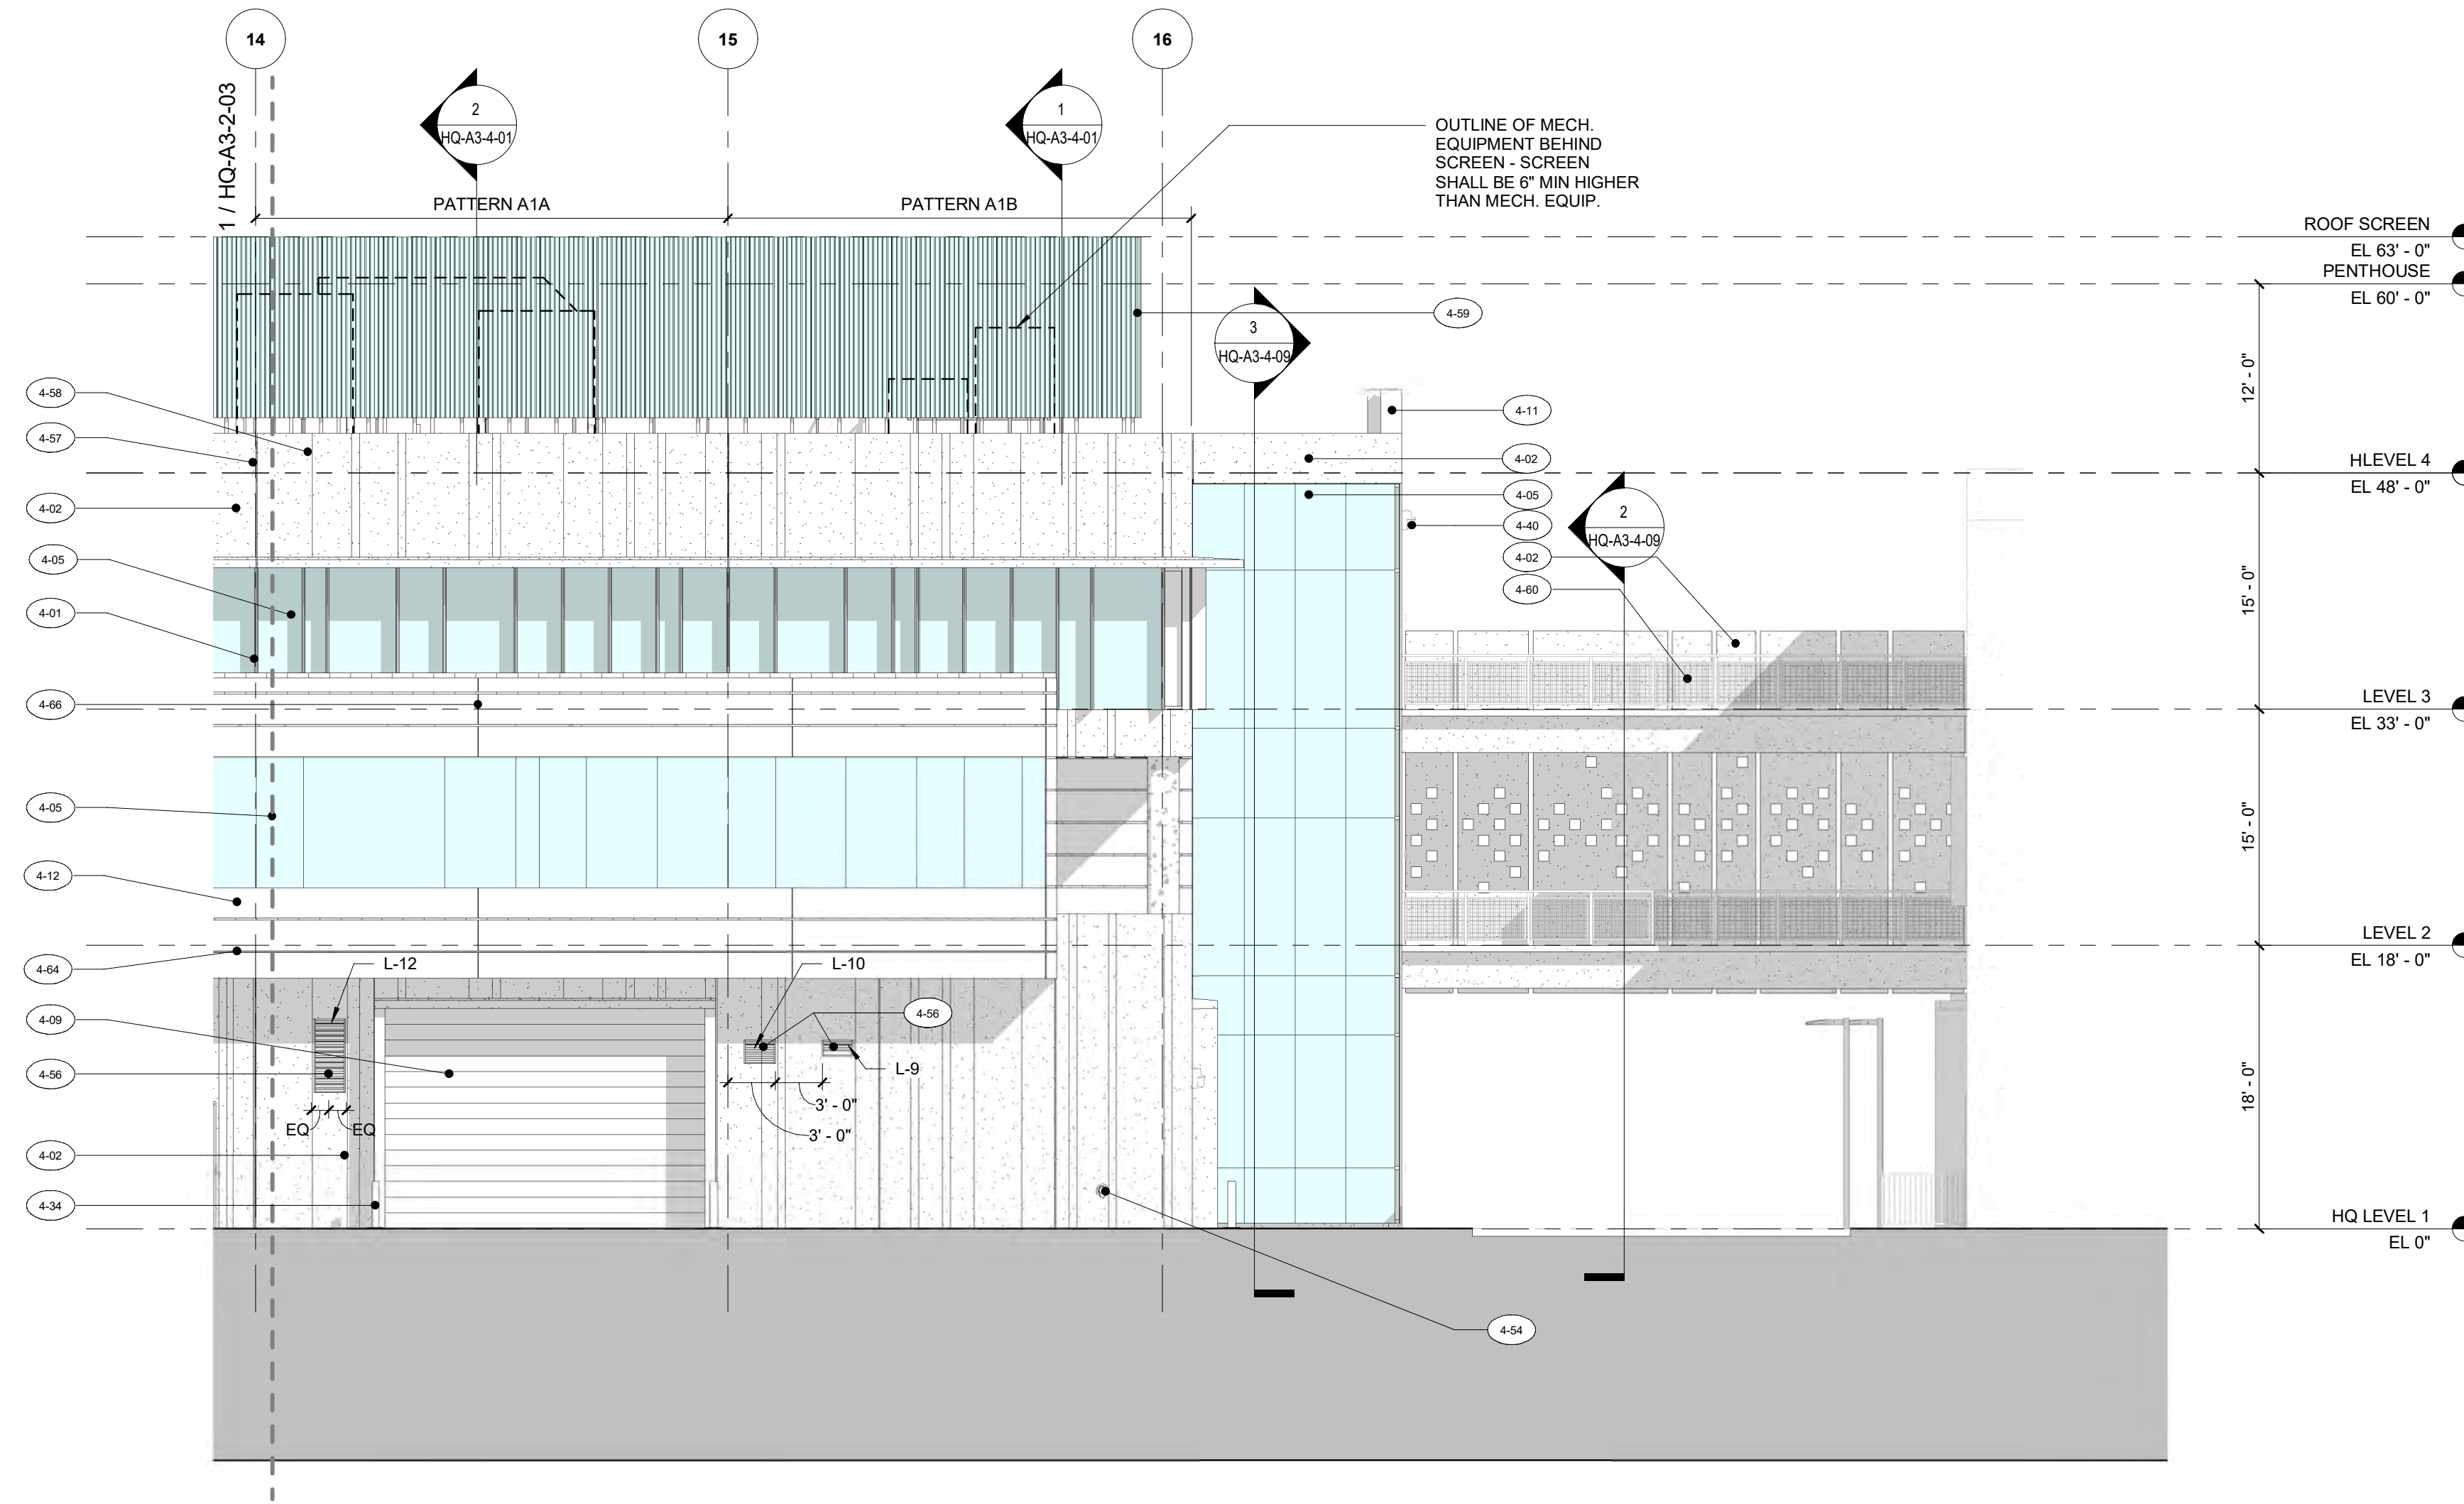 14
15
16
1 / HQ-A3-2-03
2
HQ-A3-4-01
1
HQ-A3-4-01
OUTLINE OF MECH.
EQUIPMENT BEHIND
SCREEN - SCREEN
SHALL BE 6" MIN HIGHER
THAN MECH. EQUIP.
PATTERN A1A
PATTERN A1B
ROOF SCREEN
EL 63' - 0"
PENTHOUSE
EL 60' - 0"
4-59
3
HQ-A3-4-09
12' - 0"
4-58
4-57
4-02
4-05
4-01
4-66
4-05
4-12
4-64
4-09
4-56
4-02
4-34
4-11
4-02
4-05
4-40
4-02
4-60
2
HQ-A3-4-09
HLEVEL 4
EL 48' - 0"
15' - 0"
LEVEL 3
EL 33' - 0"
15' - 0"
LEVEL 2
EL 18' - 0"
18' - 0"
HQ LEVEL 1
EL 0"
L-12
L-10
4-56
L-9
3' - 0"
3' - 0"
EQ
EQ
4-54